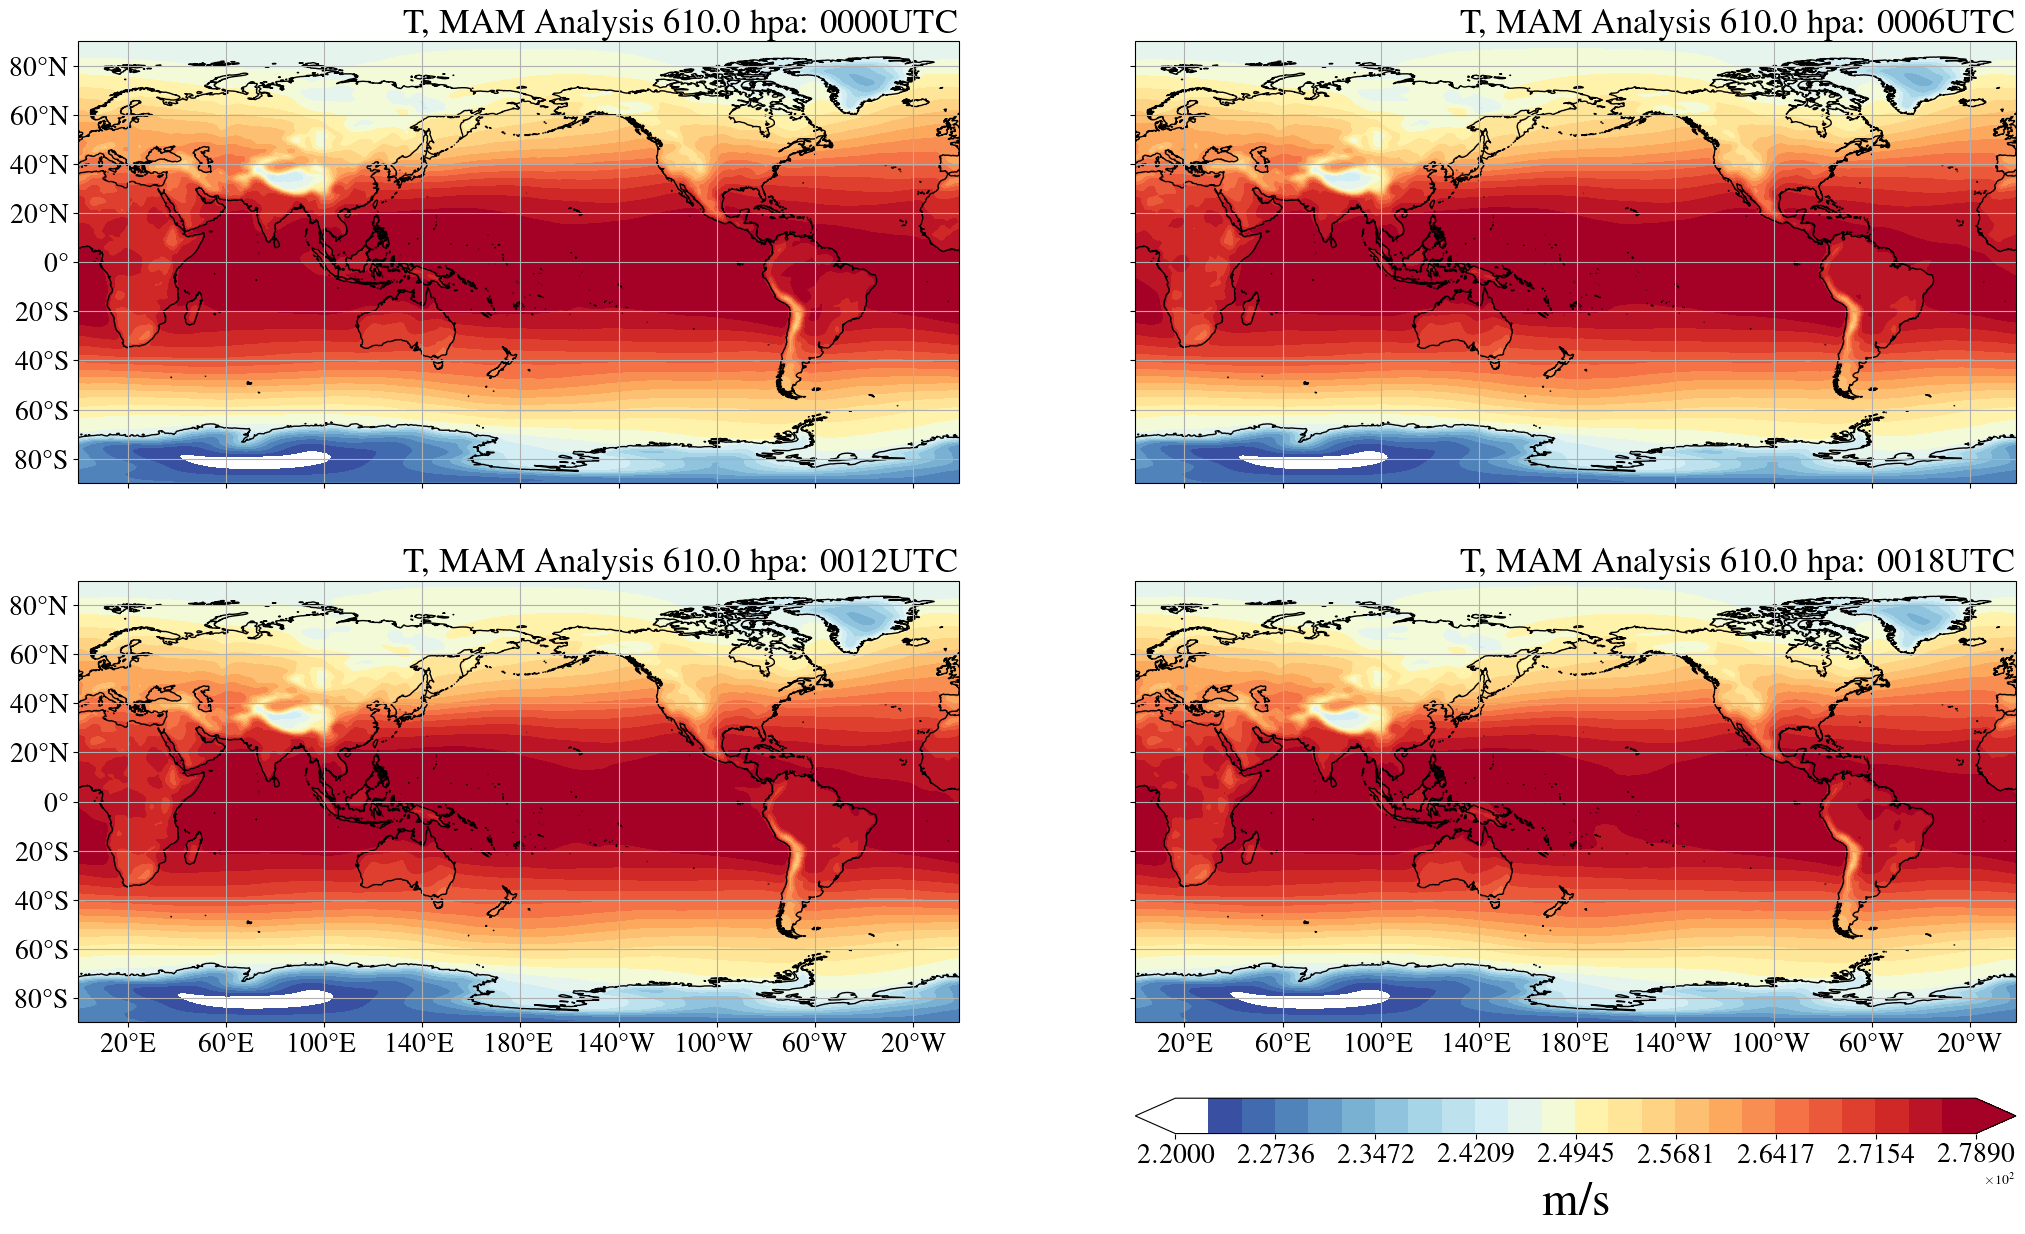 T, MAM Analysis 610.0 hpa: 0000UTC
T, MAM Analysis 610.0 hpa: 0006UTC
80°N
60°N
40°N
20°N
0°
20°S
40°S
60°S
80°S
T, MAM Analysis 610.0 hpa: 0012UTC
T, MAM Analysis 610.0 hpa: 0018UTC
80°N
60°N
40°N
20°N
0°
20°S
40°S
60°S
80°S
20°E 60°E 100°E 140°E 180°E 140°W 100°W 60°W 20°W
20°E 60°E 100°E 140°E 180°E 140°W 100°W 60°W 20°W
2.2000 2.2736 2.3472 2.4209 2.4945 2.5681 2.6417 2.7154 2.7890
×10²
m/s